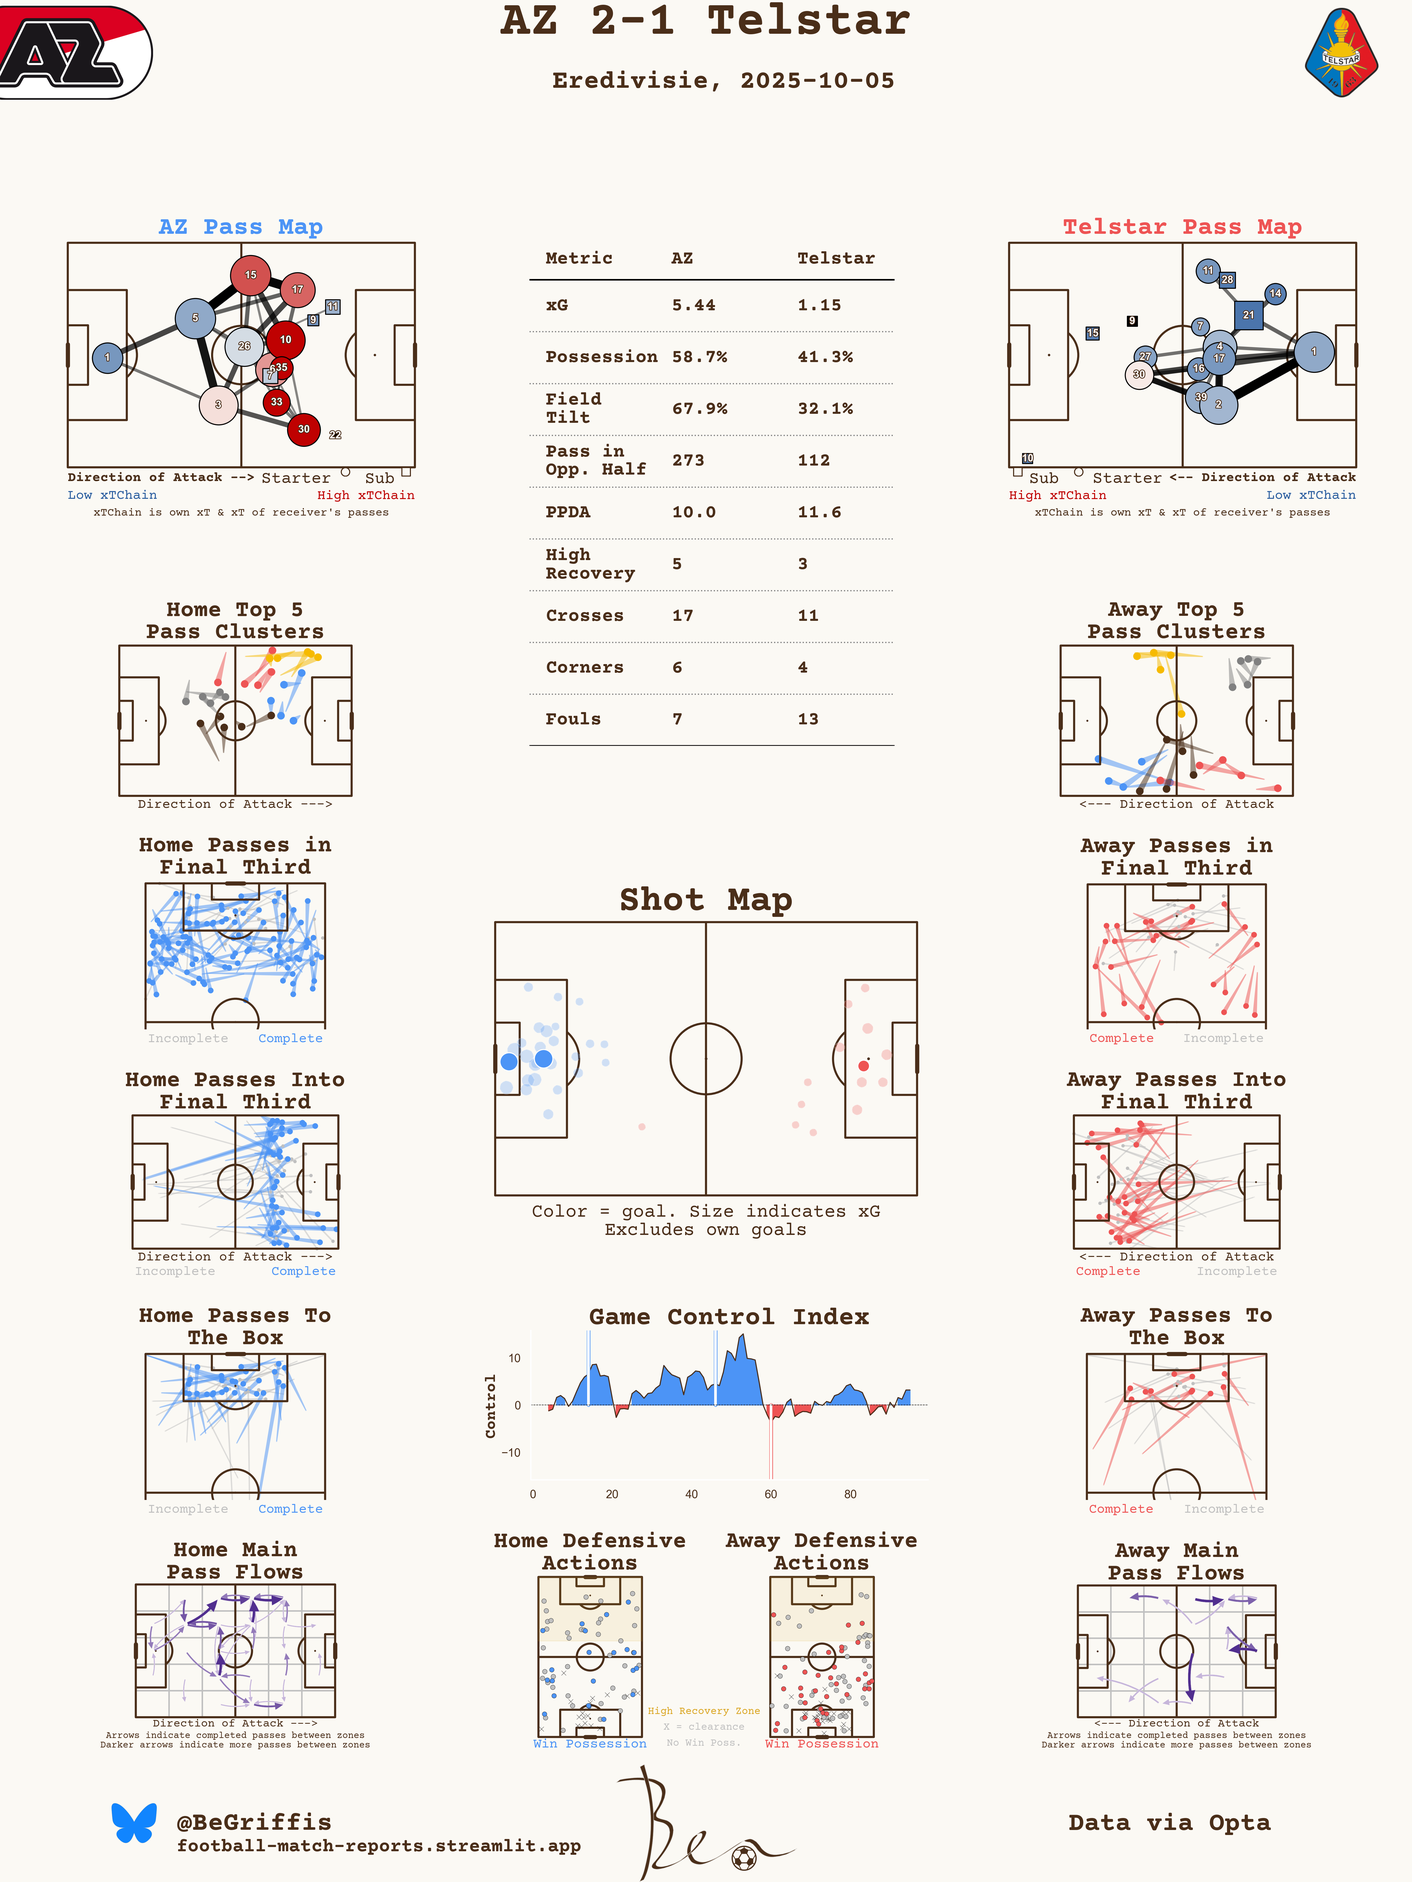 AZ 2-1 Telstar
Eredivisie, 2025-10-05
AZ
TELSTAR
AZ Pass Map
15
17
11
9
5
10
26
1
6
35
7
3
33
30
22
Direction of Attack --> Starter Sub
Low xTChain High xTChain
xTChain is own xT & xT of receiver's passes
Metric AZ Telstar
xG 5.44 1.15
Possession 58.7% 41.3%
Field
Tilt 67.9% 32.1%
Pass in
Opp. Half 273 112
PPDA 10.0 11.6
High
Recovery 5 3
Crosses 17 11
Corners 6 4
Fouls 7 13
Telstar Pass Map
11
28
14
21
9
7
15
4
1
27
17
16
30
39
2
10
Sub Starter <-- Direction of Attack
High xTChain Low xTChain
xTChain is own xT & xT of receiver's passes
Home Top 5
Pass Clusters
Direction of Attack --->
Away Top 5
Pass Clusters
<--- Direction of Attack
Home Passes in
Final Third
Incomplete Complete
Away Passes in
Final Third
Complete Incomplete
Shot Map
Color = goal. Size indicates xG
Excludes own goals
Home Passes Into
Final Third
Direction of Attack --->
Incomplete Complete
Away Passes Into
Final Third
<--- Direction of Attack
Complete Incomplete
Home Passes To
The Box
Incomplete Complete
Game Control Index
Control
10
0
−10
0 20 40 60 80
Away Passes To
The Box
Complete Incomplete
Home Main
Pass Flows
Direction of Attack --->
Arrows indicate completed passes between zones
Darker arrows indicate more passes between zones
Home Defensive
Actions
Win Possession
Away Defensive
Actions
Win Possession
High Recovery Zone
X = clearance
No Win Poss.
Away Main
Pass Flows
<--- Direction of Attack
Arrows indicate completed passes between zones
Darker arrows indicate more passes between zones
@BeGriffis
football-match-reports.streamlit.app
Ben
Data via Opta